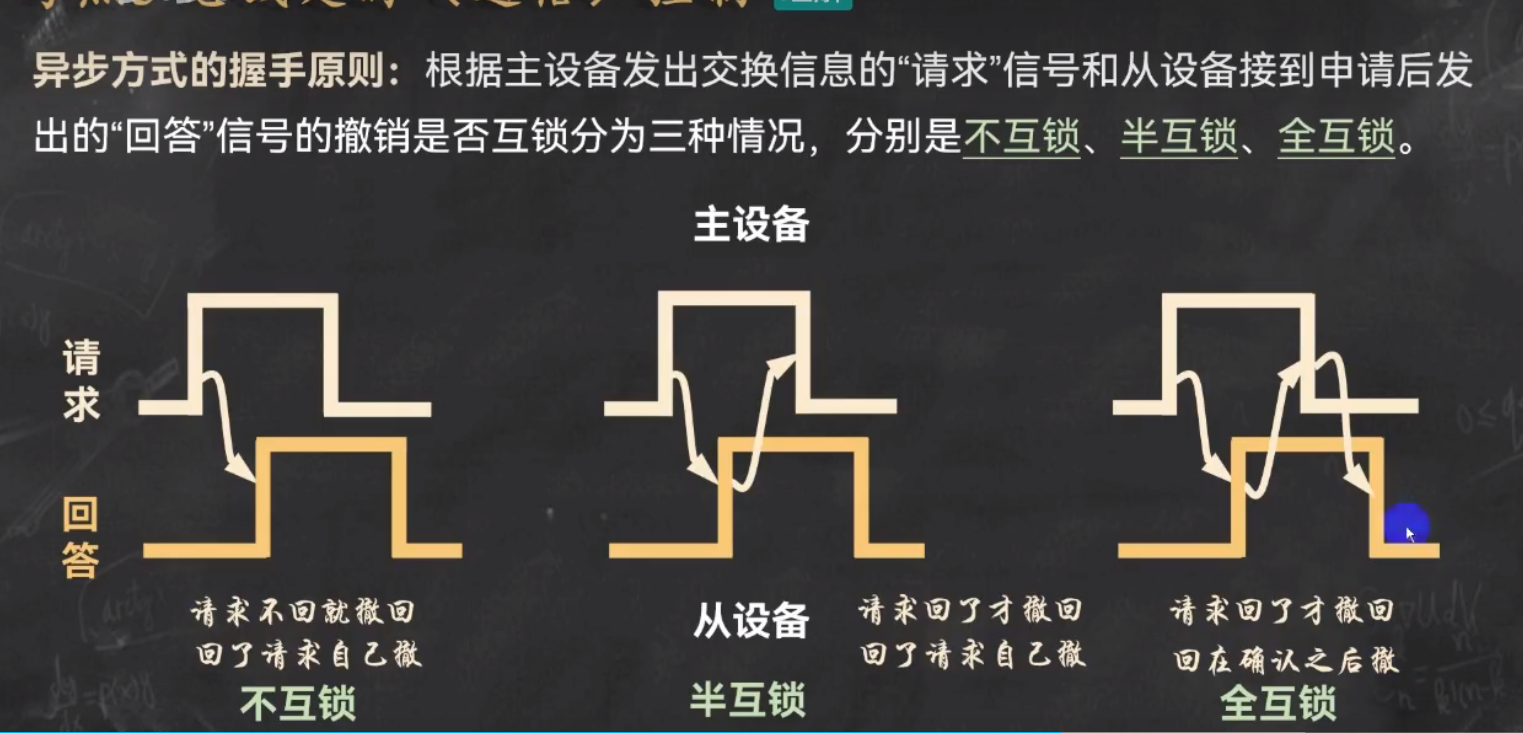 异步方式的握手原则：根据主设备发出交换信息的“请求”信号和从设备接到申请后发
出的“回答”信号的撤销是否互锁分为三种情况，分别是不互锁、半互锁、全互锁。
主设备
请求
回答
请求不回就撤回
回了请求自己撤
不互锁
从设备
半互锁
请求回了才撤回
回了请求自己撤
请求回了才撤回
回在确认之后撤
全互锁